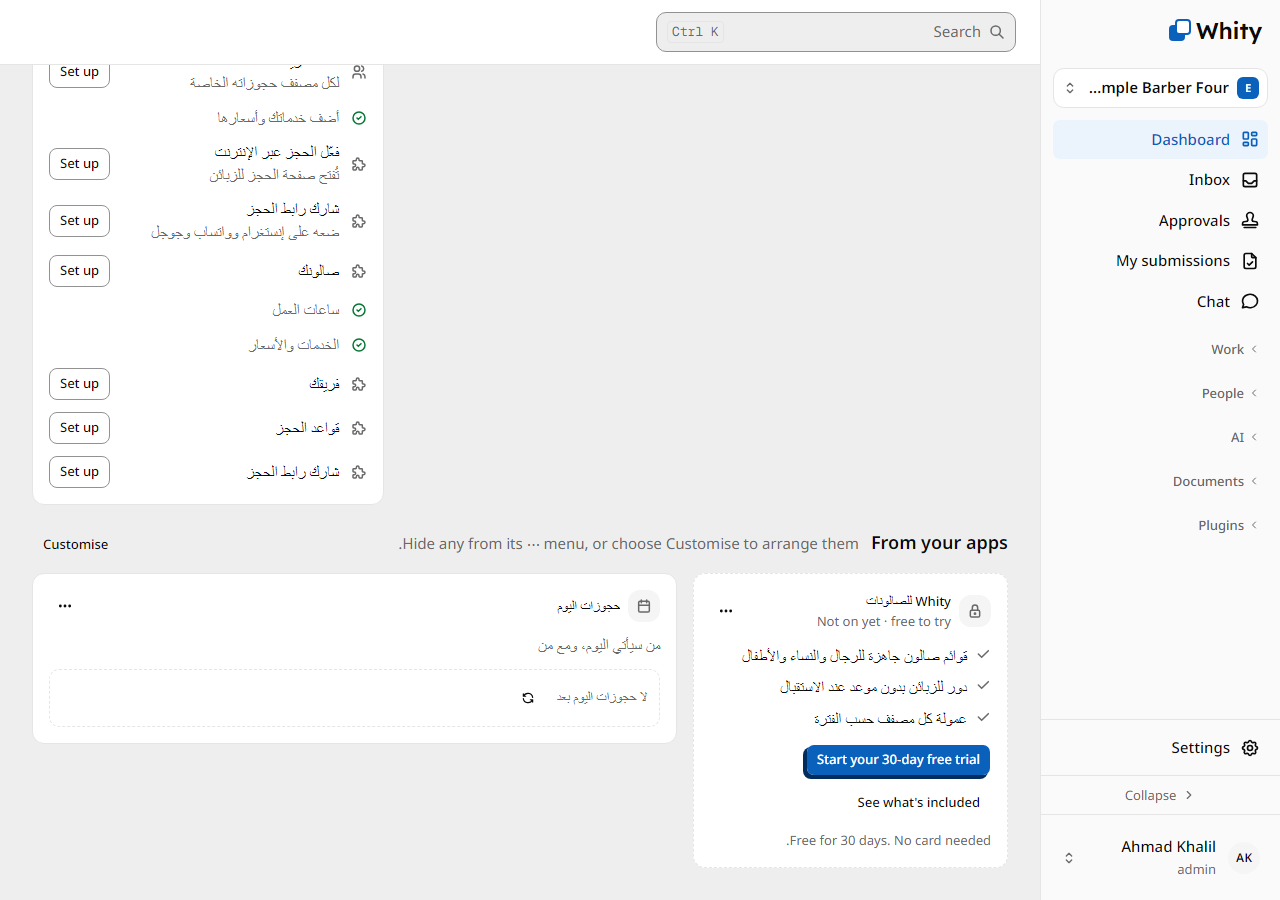 Whity
Search
Ctrl K
...mple Barber Four
E
Dashboard
Inbox
Approvals
My submissions
Chat
Work
People
AI
Documents
Plugins
Settings
Collapse
Ahmad Khalil
admin
AK
Set up
لكل مصفف حجوزاته الخاصة
أضف خدماتك وأسعارها
فعّل الحجز عبر الإنترنت
تُفتح صفحة الحجز للزبائن
Set up
شارك رابط الحجز
ضعه على إنستغرام وواتساب وجوجل
Set up
صالونك
Set up
ساعات العمل
الخدمات والأسعار
فريقك
Set up
قواعد الحجز
Set up
شارك رابط الحجز
Set up
From your apps
.Hide any from its ··· menu, or choose Customise to arrange them
Customise
Whity للصالونات
Not on yet · free to try
قوائم صالون جاهزة للرجال والنساء والأطفال
دور للزبائن بدون موعد عند الاستقبال
عمولة كل مصفف حسب الفترة
Start your 30-day free trial
See what's included
.Free for 30 days. No card needed
حجوزات اليوم
من سيأتي اليوم، ومع من
لا حجوزات اليوم بعد